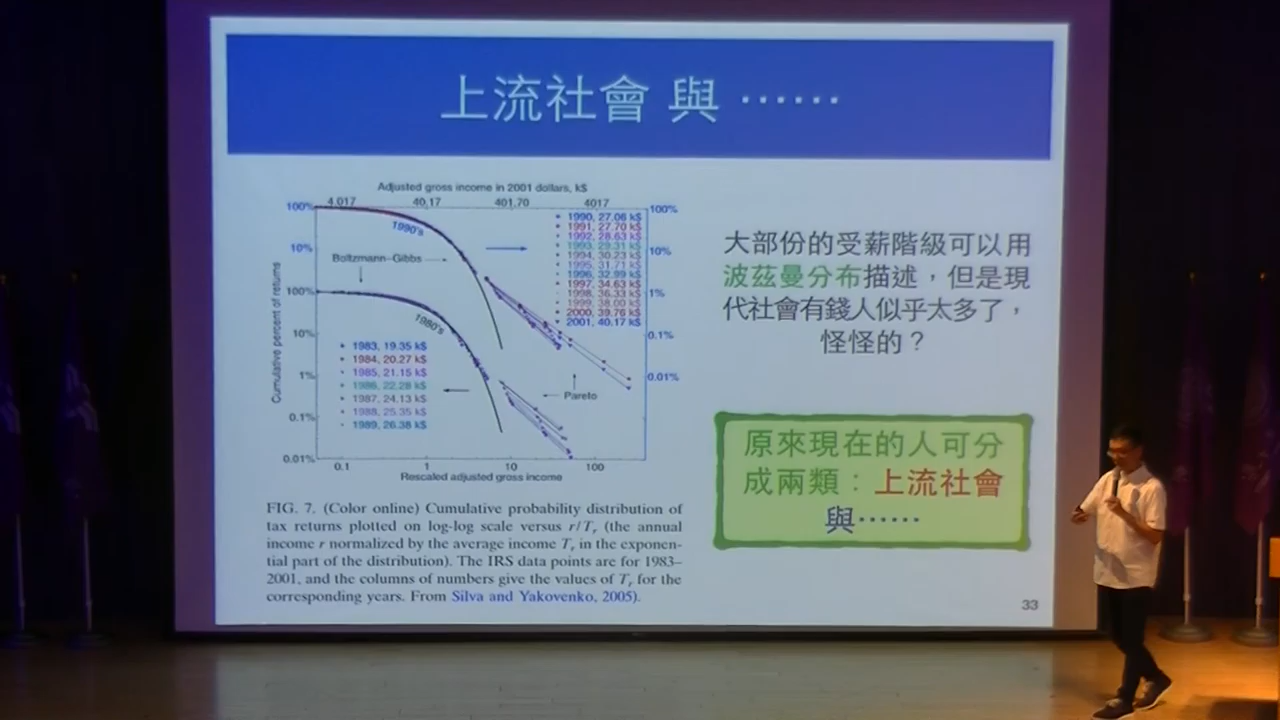 上流社會 與 ⋯⋯
Adjusted gross income in 2001 dollars, k$
4.017 40.17 401.70 4017
100%
10%
100%
10%
1%
0.1%
0.01%
Cumulative percent of returns
1990's
Boltzmann-Gibbs
1980's
Pareto
1990, 27.06 k$
1991, 27.70 k$
1992, 28.63 k$
1993, 29.31 k$
1994, 30.23 k$
1995, 31.71 k$
1996, 32.99 k$
1997, 34.63 k$
1998, 36.33 k$
1999, 38.00 k$
2000, 39.76 k$
2001, 40.17 k$
100%
10%
1%
0.1%
0.01%
1983, 19.35 k$
1984, 20.27 k$
1985, 21.15 k$
1986, 22.28 k$
1987, 24.13 k$
1988, 25.35 k$
1989, 26.38 k$
0.1 1 10 100
Rescaled adjusted gross income
FIG. 7. (Color online) Cumulative probability distribution of
tax returns plotted on log-log scale versus r/Tr (the annual
income r normalized by the average income Tr in the exponen-
tial part of the distribution). The IRS data points are for 1983–
2001, and the columns of numbers give the values of Tr for the
corresponding years. From Silva and Yakovenko, 2005).
大部份的受薪階級可以用
波茲曼分布描述，但是現
代社會有錢人似乎太多了，
怪怪的？
原來現在的人可分
成兩類：上流社會
與⋯⋯
33